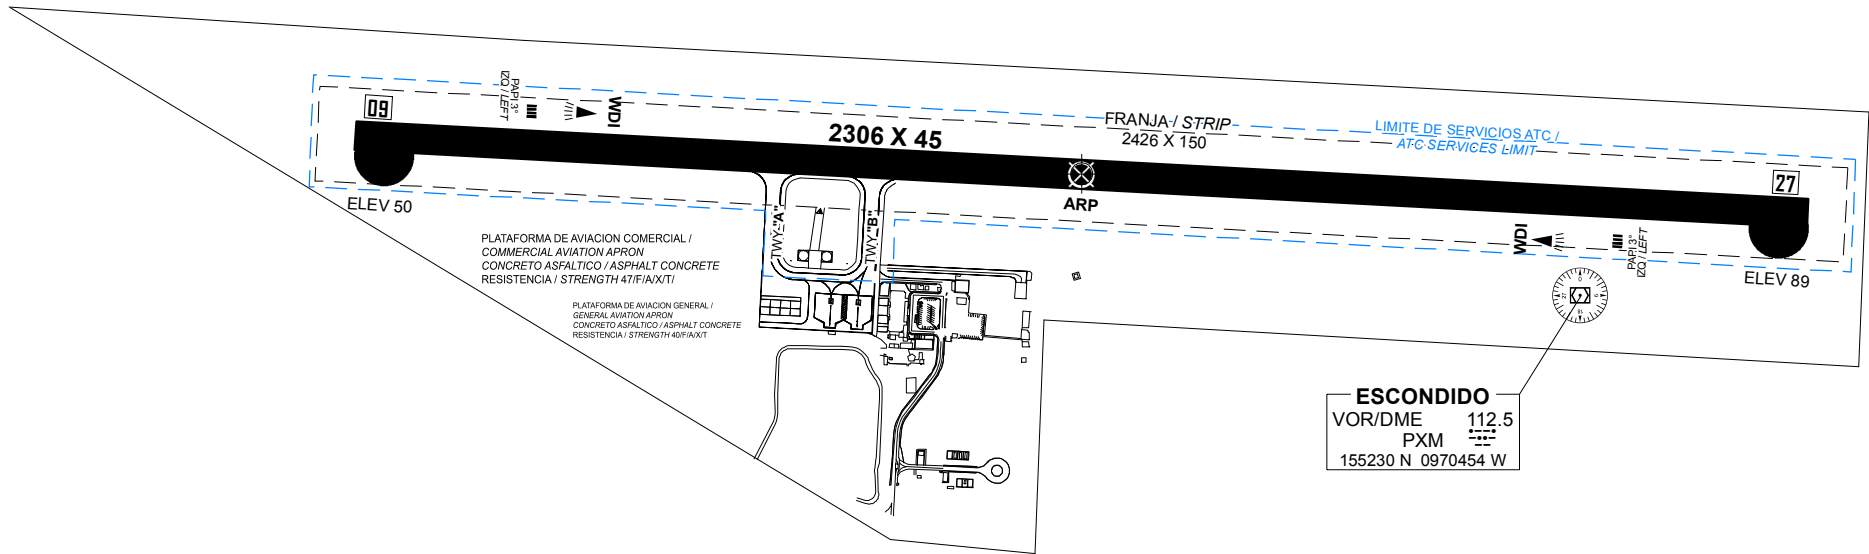 09
PAPI 3°
IZQ / LEFT
WDI
2306 X 45
FRANJA / STRIP
2426 X 150
LIMITE DE SERVICIOS ATC /
ATC SERVICES LIMIT
27
ELEV 50
ARP
TWY "A"
TWY "B"
WDI
PAPI 3°
IZQ / LEFT
ELEV 89
PLATAFORMA DE AVIACION COMERCIAL /
COMMERCIAL AVIATION APRON
CONCRETO ASFALTICO / ASPHALT CONCRETE
RESISTENCIA / STRENGTH 47/F/A/X/T/
PLATAFORMA DE AVIACION GENERAL /
GENERAL AVIATION APRON
CONCRETO ASFALTICO / ASPHALT CONCRETE
RESISTENCIA / STRENGTH 40/F/A/X/T
ESCONDIDO
VOR/DME 112.5
PXM
155230 N 0970454 W